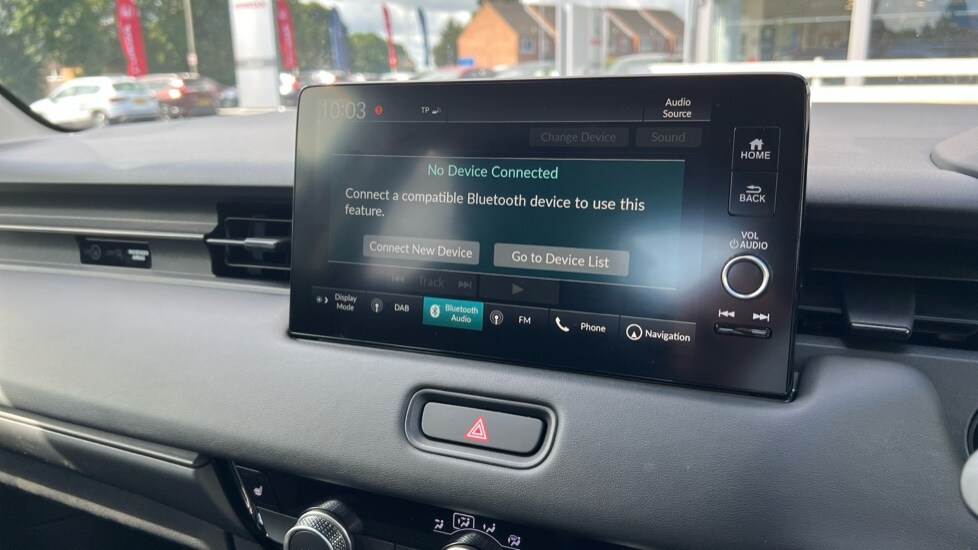 10:03
TP
Audio
Source
Change Device
Sound
No Device Connected
Connect a compatible Bluetooth device to use this
feature.
Connect New Device
Go to Device List
Track
Display
Mode
DAB
Bluetooth
Audio
FM
Phone
Navigation
HOME
BACK
VOL
AUDIO